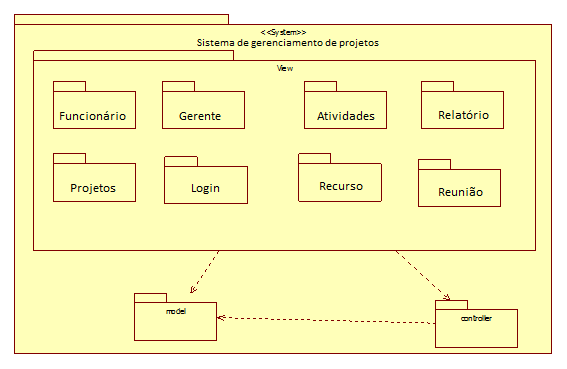 <<System>>
Sistema de gerenciamento de projetos
View
Funcionário
Gerente
Atividades
Relatório
Projetos
Login
Recurso
Reunião
model
controller